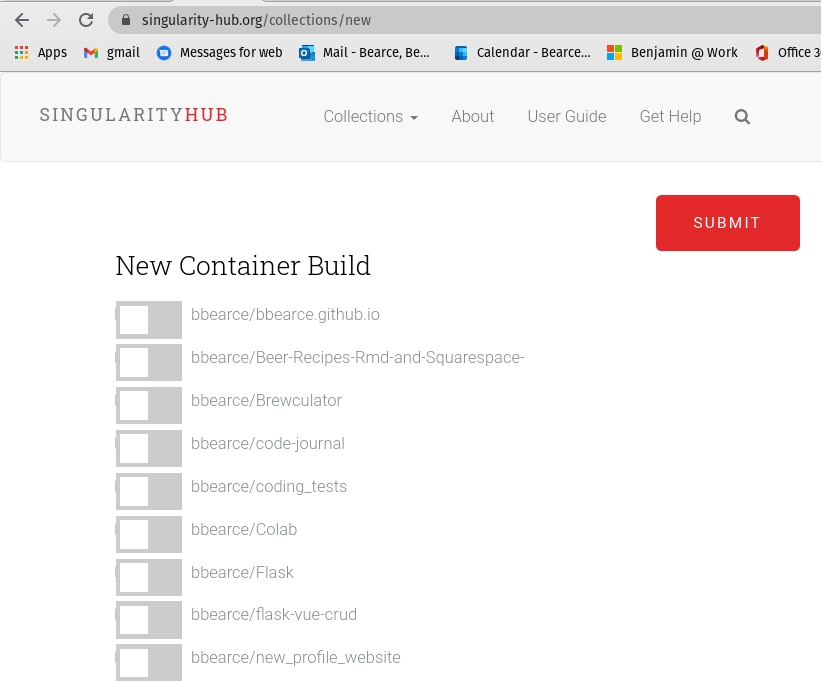 singularity-hub.org/collections/new
Apps gmail Messages for web Mail - Bearce, Be... Calendar - Bearce... Benjamin @ Work Office 3
SINGULARITYHUB Collections About User Guide Get Help
SUBMIT
New Container Build
bbearce/bbearce.github.io
bbearce/Beer-Recipes-Rmd-and-Squarespace-
bbearce/Brewculator
bbearce/code-journal
bbearce/coding_tests
bbearce/Colab
bbearce/Flask
bbearce/flask-vue-crud
bbearce/new_profile_website